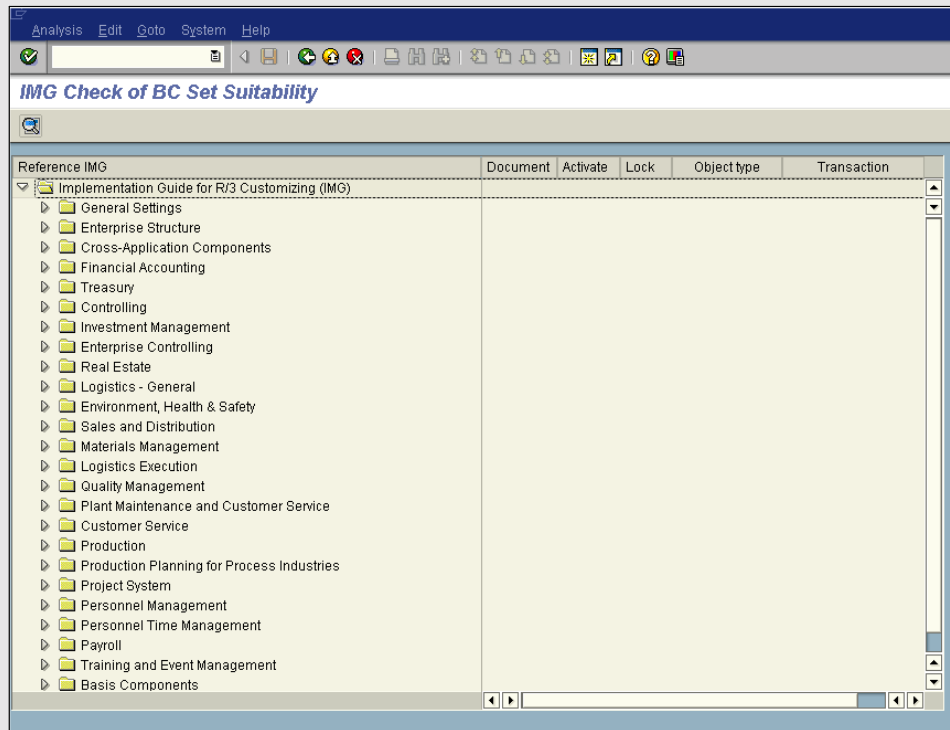 Analysis Edit Goto System Help
IMG Check of BC Set Suitability
Reference IMG Document Activate Lock Object type Transaction
Implementation Guide for R/3 Customizing (IMG)
General Settings
Enterprise Structure
Cross-Application Components
Financial Accounting
Treasury
Controlling
Investment Management
Enterprise Controlling
Real Estate
Logistics - General
Environment, Health & Safety
Sales and Distribution
Materials Management
Logistics Execution
Quality Management
Plant Maintenance and Customer Service
Customer Service
Production
Production Planning for Process Industries
Project System
Personnel Management
Personnel Time Management
Payroll
Training and Event Management
Basis Components